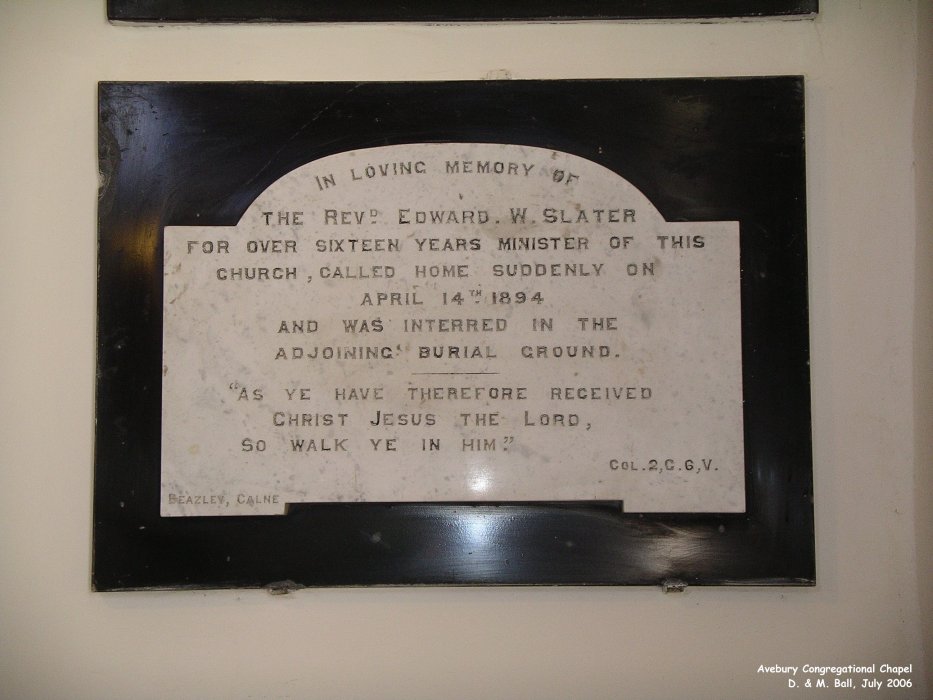 IN LOVING MEMORY OF
THE REVD EDWARD. W. SLATER
FOR OVER SIXTEEN YEARS MINISTER OF THIS
CHURCH, CALLED HOME SUDDENLY ON
APRIL 14TH 1894
AND WAS INTERRED IN THE
ADJOINING BURIAL GROUND.
"AS YE HAVE THEREFORE RECEIVED
CHRIST JESUS THE LORD,
SO WALK YE IN HIM."
COL. 2, C. 6, V.
BEAZLEY, CALNE
Avebury Congregational Chapel
D. & M. Ball, July 2006